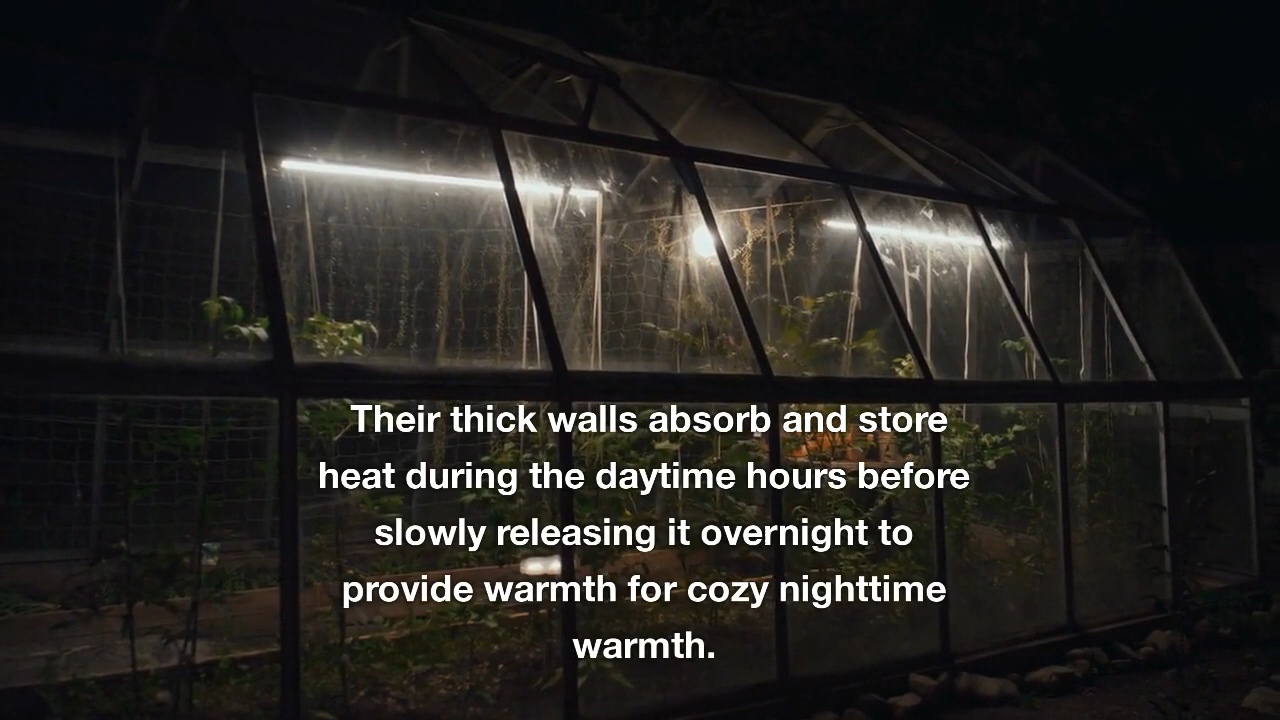 Their thick walls absorb and store
heat during the daytime hours before
slowly releasing it overnight to
provide warmth for cozy nighttime
warmth.